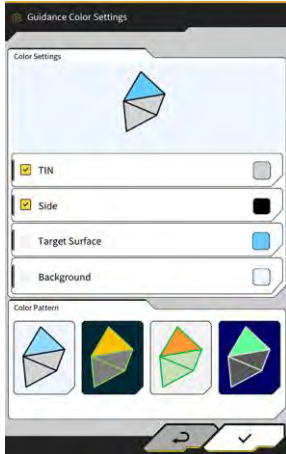 Guidance Color Settings
Color Settings
TIN
Side
Target Surface
Background
Color Pattern